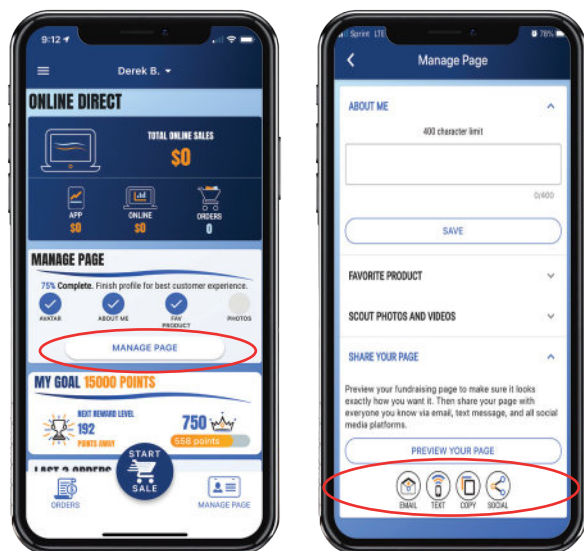 9:12
Derek B.
ONLINE DIRECT
TOTAL ONLINE SALES
$0
APP
$0
ONLINE
$0
ORDERS
0
MANAGE PAGE
75% Complete. Finish profile for best customer experience.
AVATAR
ABOUT ME
FAV
PRODUCT
PHOTOS
MANAGE PAGE
MY GOAL 15000 POINTS
NEXT REWARD LEVEL
192
POINTS AWAY
750
558 points
LAST 3 ORDERS
START
SALE
ORDERS
MANAGE PAGE
Sprint LTE
78%
Manage Page
ABOUT ME
400 character limit
0/400
SAVE
FAVORITE PRODUCT
SCOUT PHOTOS AND VIDEOS
SHARE YOUR PAGE
Preview your fundraising page to make sure it looks
exactly how you want it. Then share your page with
everyone you know via email, text message, and all social
media platforms.
PREVIEW YOUR PAGE
EMAIL
TEXT
COPY
SOCIAL